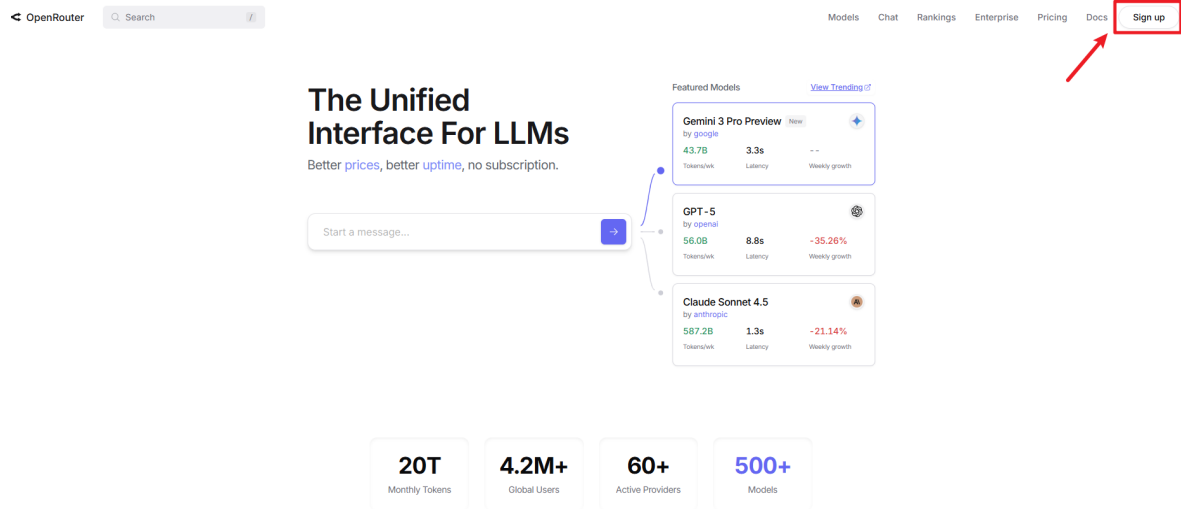 OpenRouter
Search /
Models Chat Rankings Enterprise Pricing Docs Sign up
The Unified
Interface For LLMs
Better prices, better uptime, no subscription.
Start a message...
Featured Models View Trending
Gemini 3 Pro Preview New
by google
43.7B 3.3s --
Tokens/wk Latency Weekly growth
GPT-5
by openai
56.0B 8.8s -35.26%
Tokens/wk Latency Weekly growth
Claude Sonnet 4.5
by anthropic
587.2B 1.3s -21.14%
Tokens/wk Latency Weekly growth
20T 4.2M+ 60+ 500+
Monthly Tokens Global Users Active Providers Models